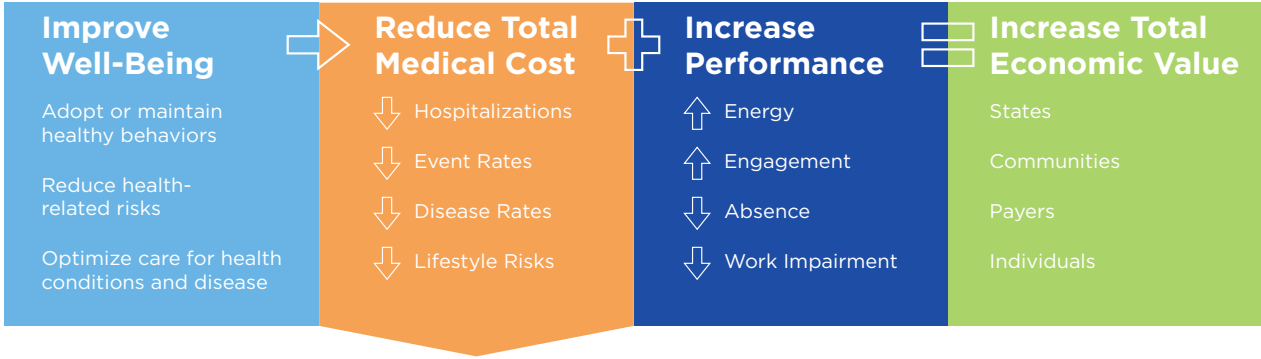 Improve
Well-Being
Adopt or maintain
healthy behaviors
Reduce health-
related risks
Optimize care for health
conditions and disease
Reduce Total
Medical Cost
Hospitalizations
Event Rates
Disease Rates
Lifestyle Risks
Increase
Performance
Energy
Engagement
Absence
Work Impairment
Increase Total
Economic Value
States
Communities
Payers
Individuals